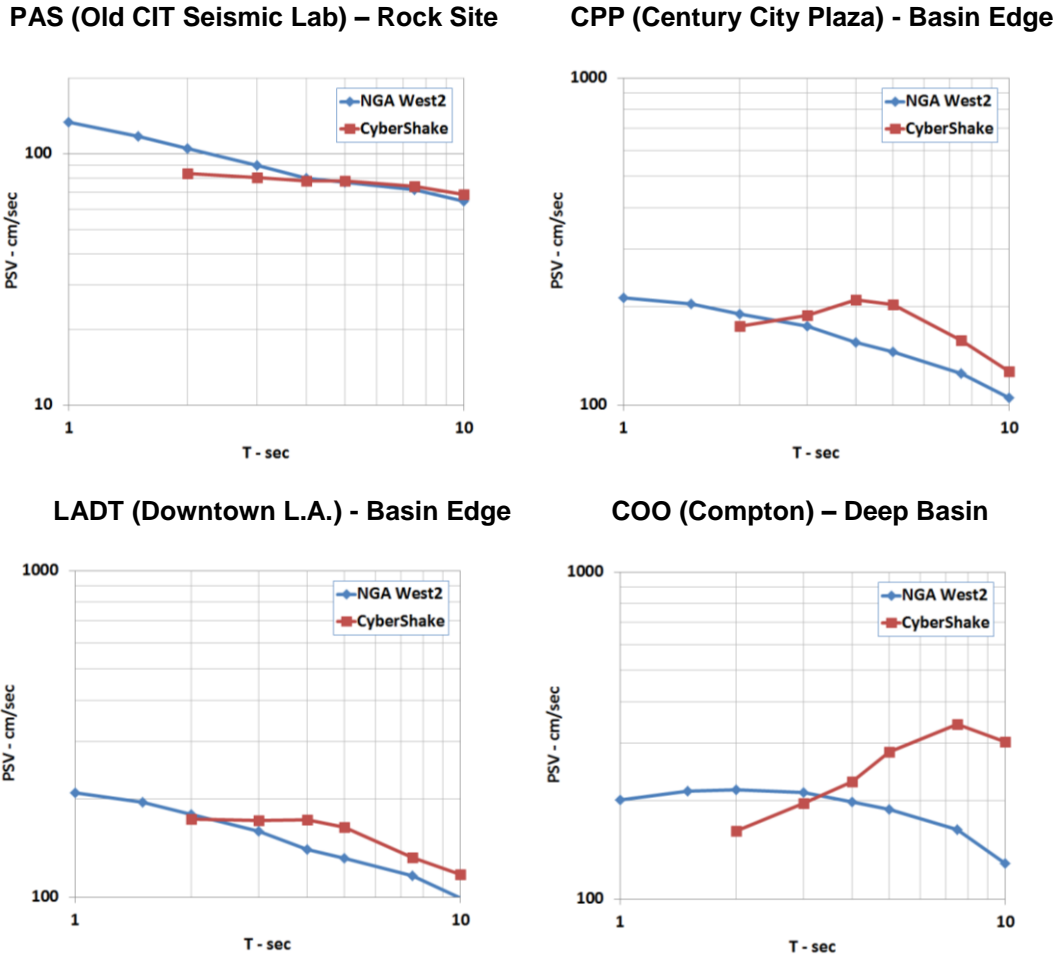 PAS (Old CIT Seismic Lab) – Rock Site
NGA West2
CyberShake
100
10
1
10
PSV - cm/sec
T - sec
CPP (Century City Plaza) - Basin Edge
1000
NGA West2
CyberShake
100
1
10
PSV - cm/sec
T - sec
LADT (Downtown L.A.) - Basin Edge
1000
NGA West2
CyberShake
100
1
10
PSV - cm/sec
T - sec
COO (Compton) – Deep Basin
1000
NGA West2
CyberShake
100
1
10
PSV - cm/sec
T - sec